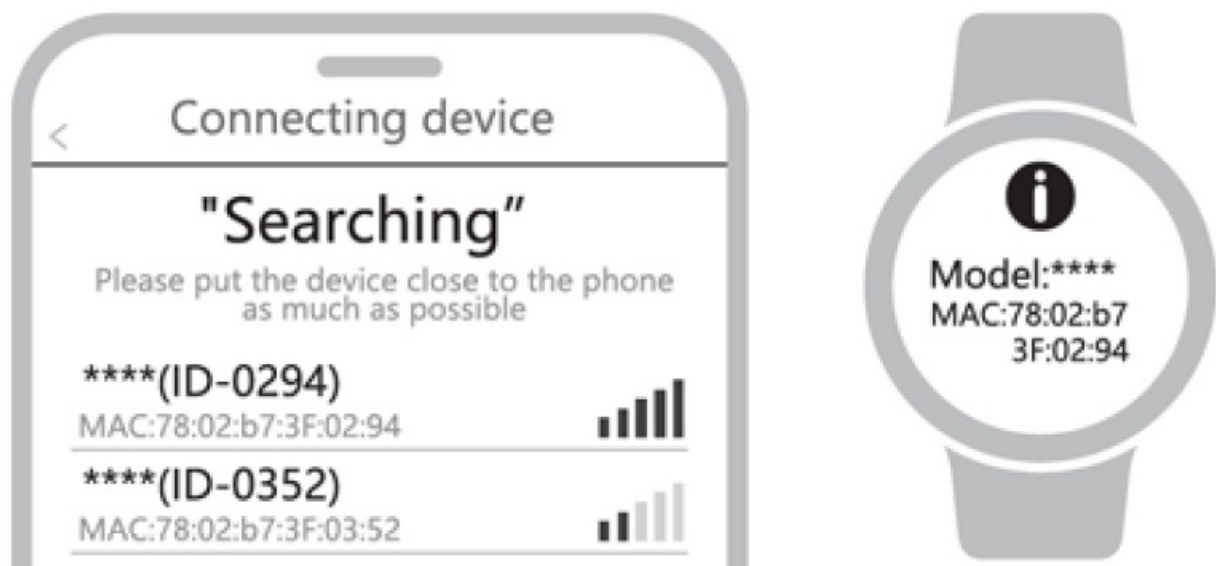 Connecting device
<
"Searching”
Please put the device close to the phone
as much as possible
****(ID-0294)
MAC:78:02:b7:3F:02:94
****(ID-0352)
MAC:78:02:b7:3F:03:52
i
Model:****
MAC:78:02:b7
3F:02:94